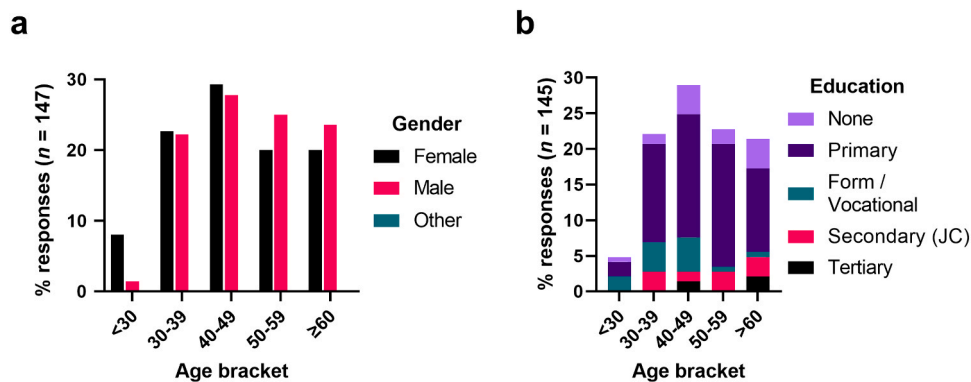 a
% responses (n = 147)
30
20
10
0
<30
30-39
40-49
50-59
≥60
Age bracket
Gender
Female
Male
Other
b
% responses (n = 145)
30
25
20
15
10
5
0
<30
30-39
40-49
50-59
>60
Age bracket
Education
None
Primary
Form /
Vocational
Secondary (JC)
Tertiary